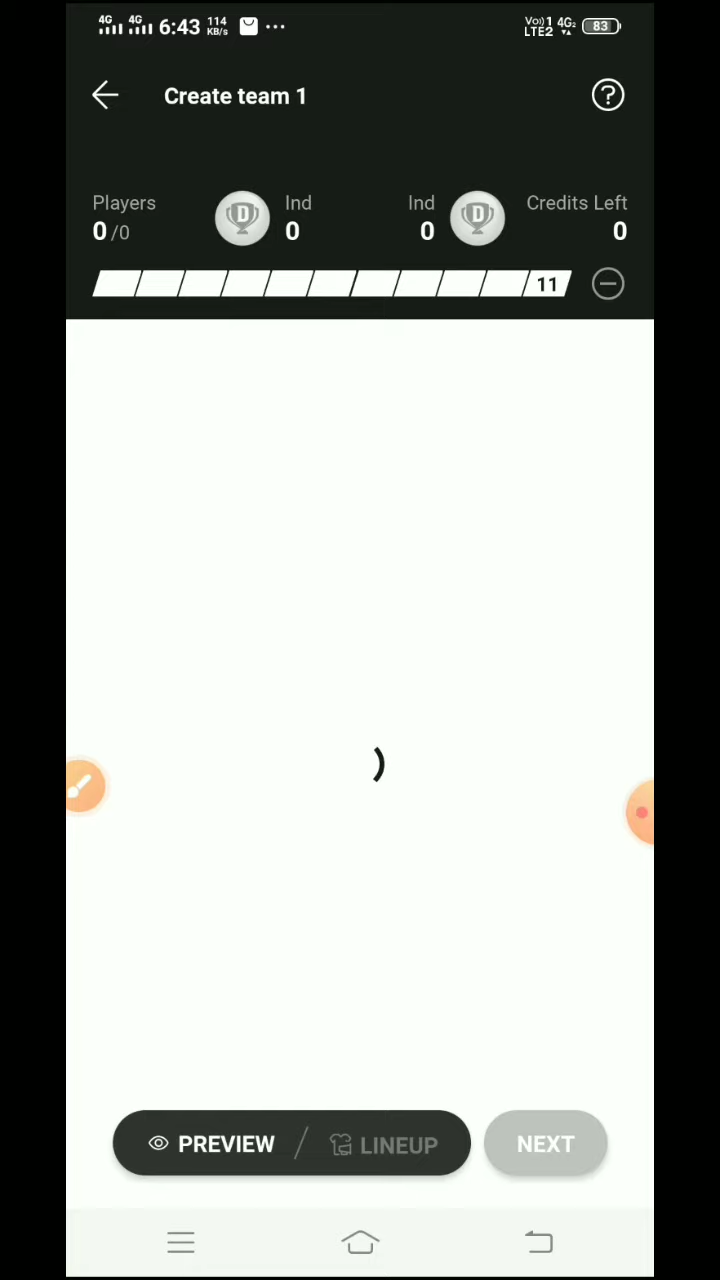 4G 4G 6:43 114 KB/s ... Vo)) 1 LTE2 4G2 83
Create team 1
Players Ind Ind Credits Left
0 /0 D 0 0 D 0
11
PREVIEW / LINEUP NEXT